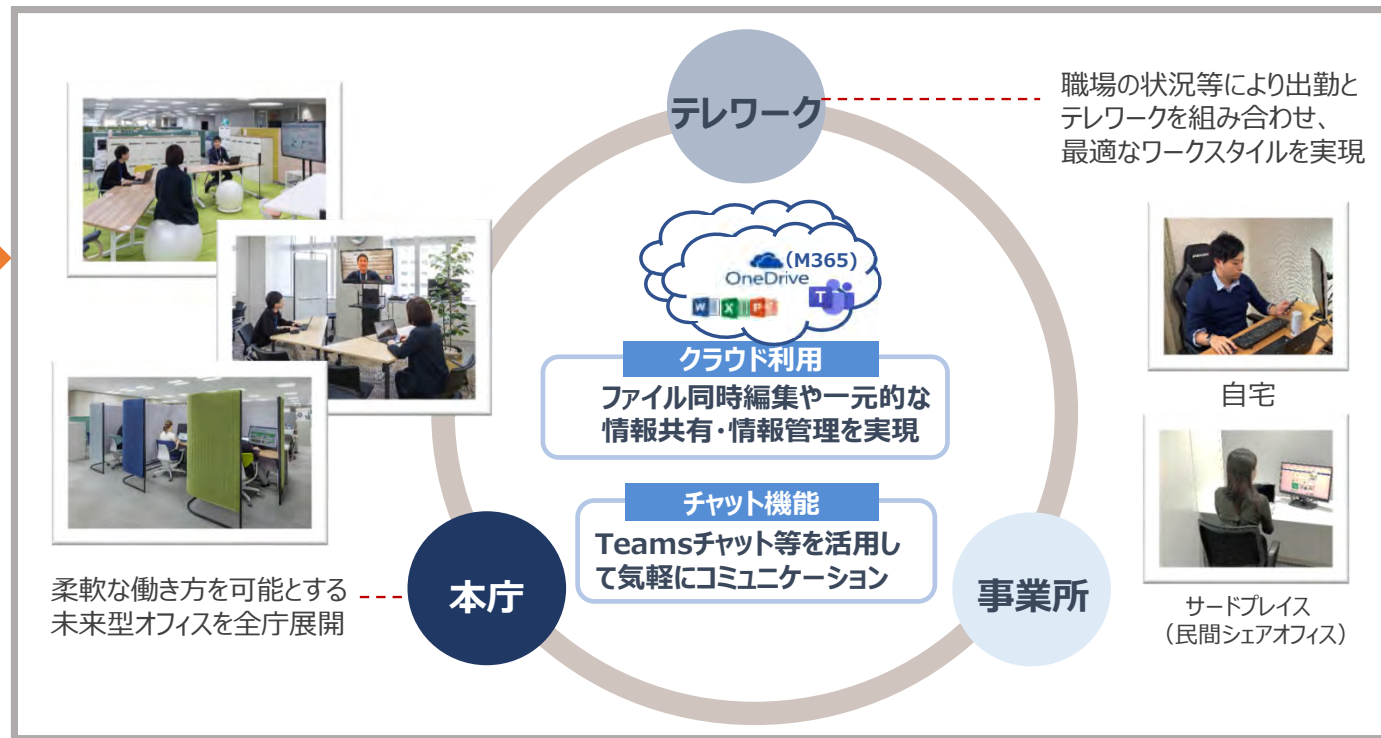 テレワーク
職場の状況等により出勤と
テレワークを組み合わせ、
最適なワークスタイルを実現
(M365)
OneDrive
W X P
T
クラウド利用
ファイル同時編集や一元的な
情報共有・情報管理を実現
チャット機能
Teamsチャット等を活用し
て気軽にコミュニケーション
自宅
サードプレイス
（民間シェアオフィス）
本庁
柔軟な働き方を可能とする
未来型オフィスを全庁展開
事業所